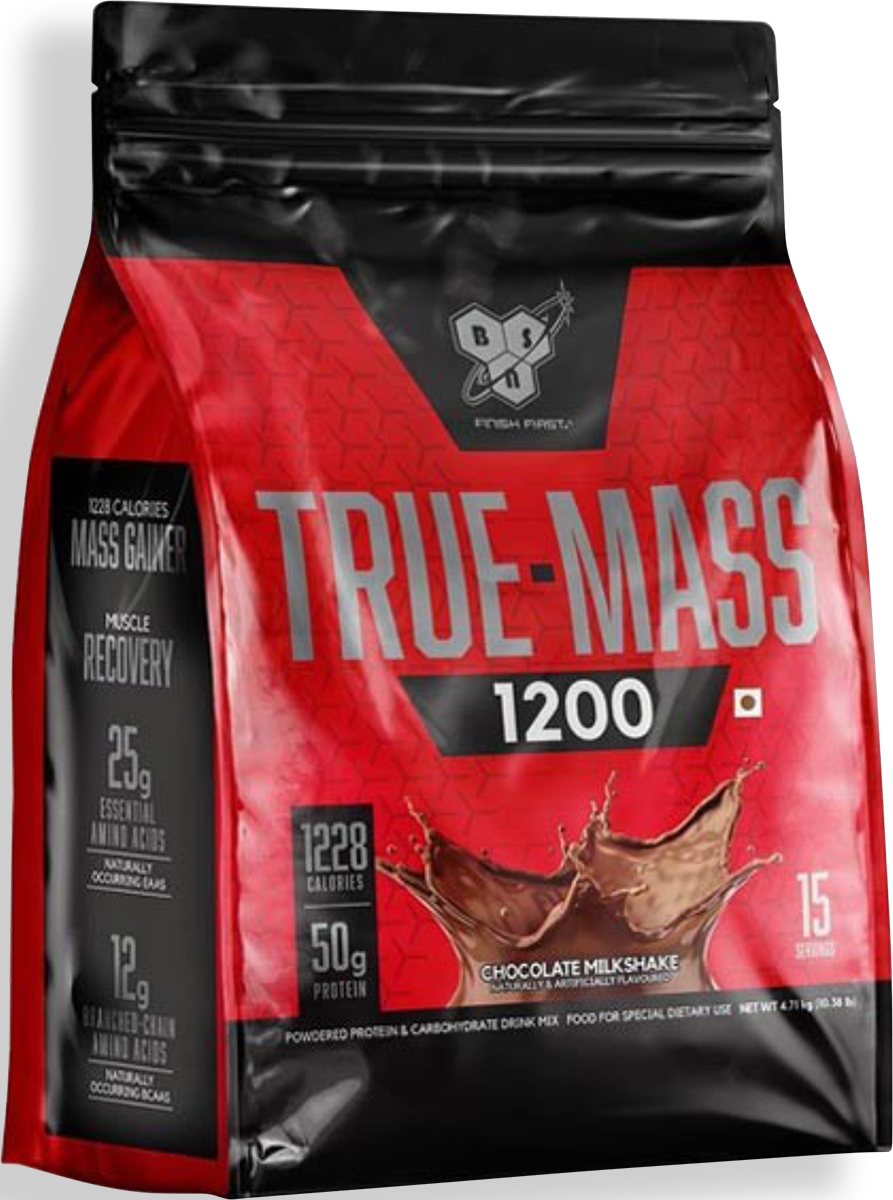 BSN
FINISH FIRST.
TRUE-MASS
1200
1228
CALORIES
50g
PROTEIN
CHOCOLATE MILKSHAKE
NATURALLY & ARTIFICIALLY FLAVOURED
15
SERVINGS
POWDERED PROTEIN & CARBOHYDRATE DRINK MIX FOOD FOR SPECIAL DIETARY USE NET WT 4.71 kg (10.38 lb)
1228 CALORIES
MASS GAINER
MUSCLE
RECOVERY
25g
ESSENTIAL
AMINO ACIDS
NATURALLY
OCCURRING EAAS
12g
BRANCHED-CHAIN
AMINO ACIDS
NATURALLY
OCCURRING BCAAS